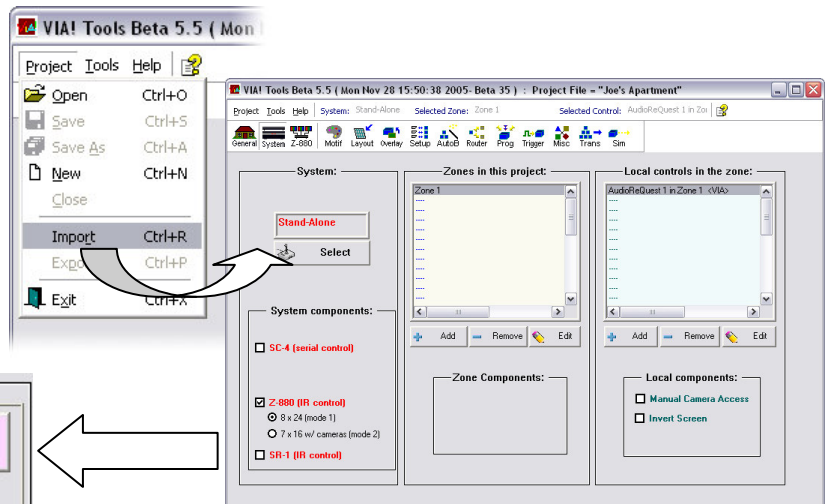 VIA! Tools Beta 5.5 ( Mon
Project Tools Help
Open Ctrl+O
Save Ctrl+S
Save As Ctrl+A
New Ctrl+N
Close
Import Ctrl+R
Expo Ctrl+P
Exit Ctrl+X
VIA! Tools Beta 5.5 ( Mon Nov 28 15:50:38 2005- Beta 35 ) : Project File = "Joe's Apartment"
Project Tools Help System: Stand-Alone Selected Zone: Zone 1 Selected Control: AudioReQuest 1 in Zor
General System Z-880 Motif Layout Overlay Setup AutoB Router Prog Trigger Misc Trans Sim
System:
Stand-Alone
Select
System components:
SC-4 (serial control)
Z-880 (IR control)
8 x 24 (mode 1)
7 x 16 w/ cameras (mode 2)
SR-1 (IR control)
Zones in this project:
Zone 1
----
----
----
----
----
----
----
----
Add Remove Edit
Zone Components:
Local controls in the zone:
AudioReQuest 1 in Zone 1 <VIA>
----
----
----
----
----
----
----
----
Add Remove Edit
Local components:
Manual Camera Access
Invert Screen